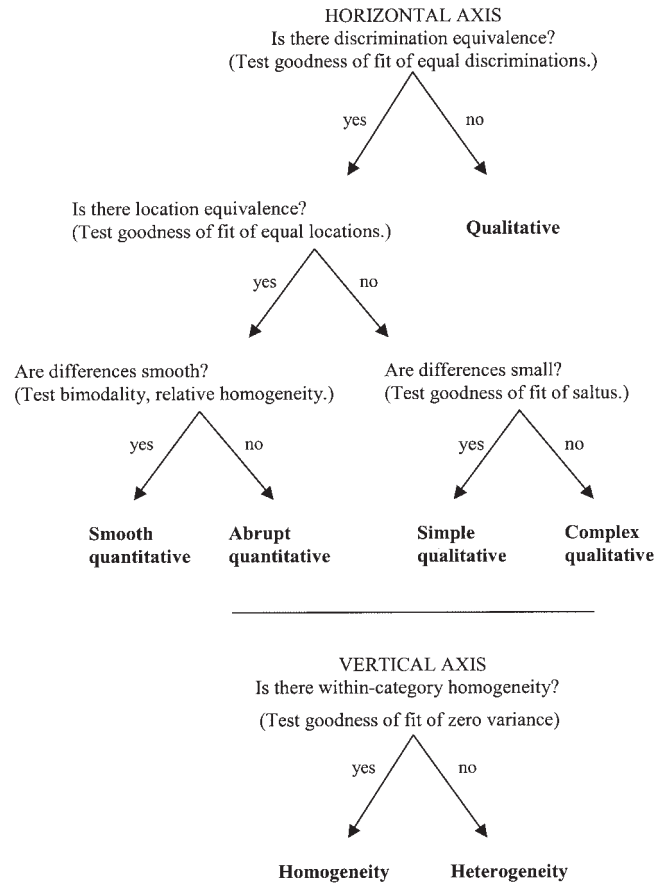 HORIZONTAL AXIS
Is there discrimination equivalence?
(Test goodness of fit of equal discriminations.)
yes
no
Is there location equivalence?
(Test goodness of fit of equal locations.)
Qualitative
yes
no
Are differences smooth?
(Test bimodality, relative homogeneity.)
Are differences small?
(Test goodness of fit of saltus.)
yes
no
yes
no
Smooth
quantitative
Abrupt
quantitative
Simple
qualitative
Complex
qualitative
VERTICAL AXIS
Is there within-category homogeneity?
(Test goodness of fit of zero variance)
yes
no
Homogeneity
Heterogeneity